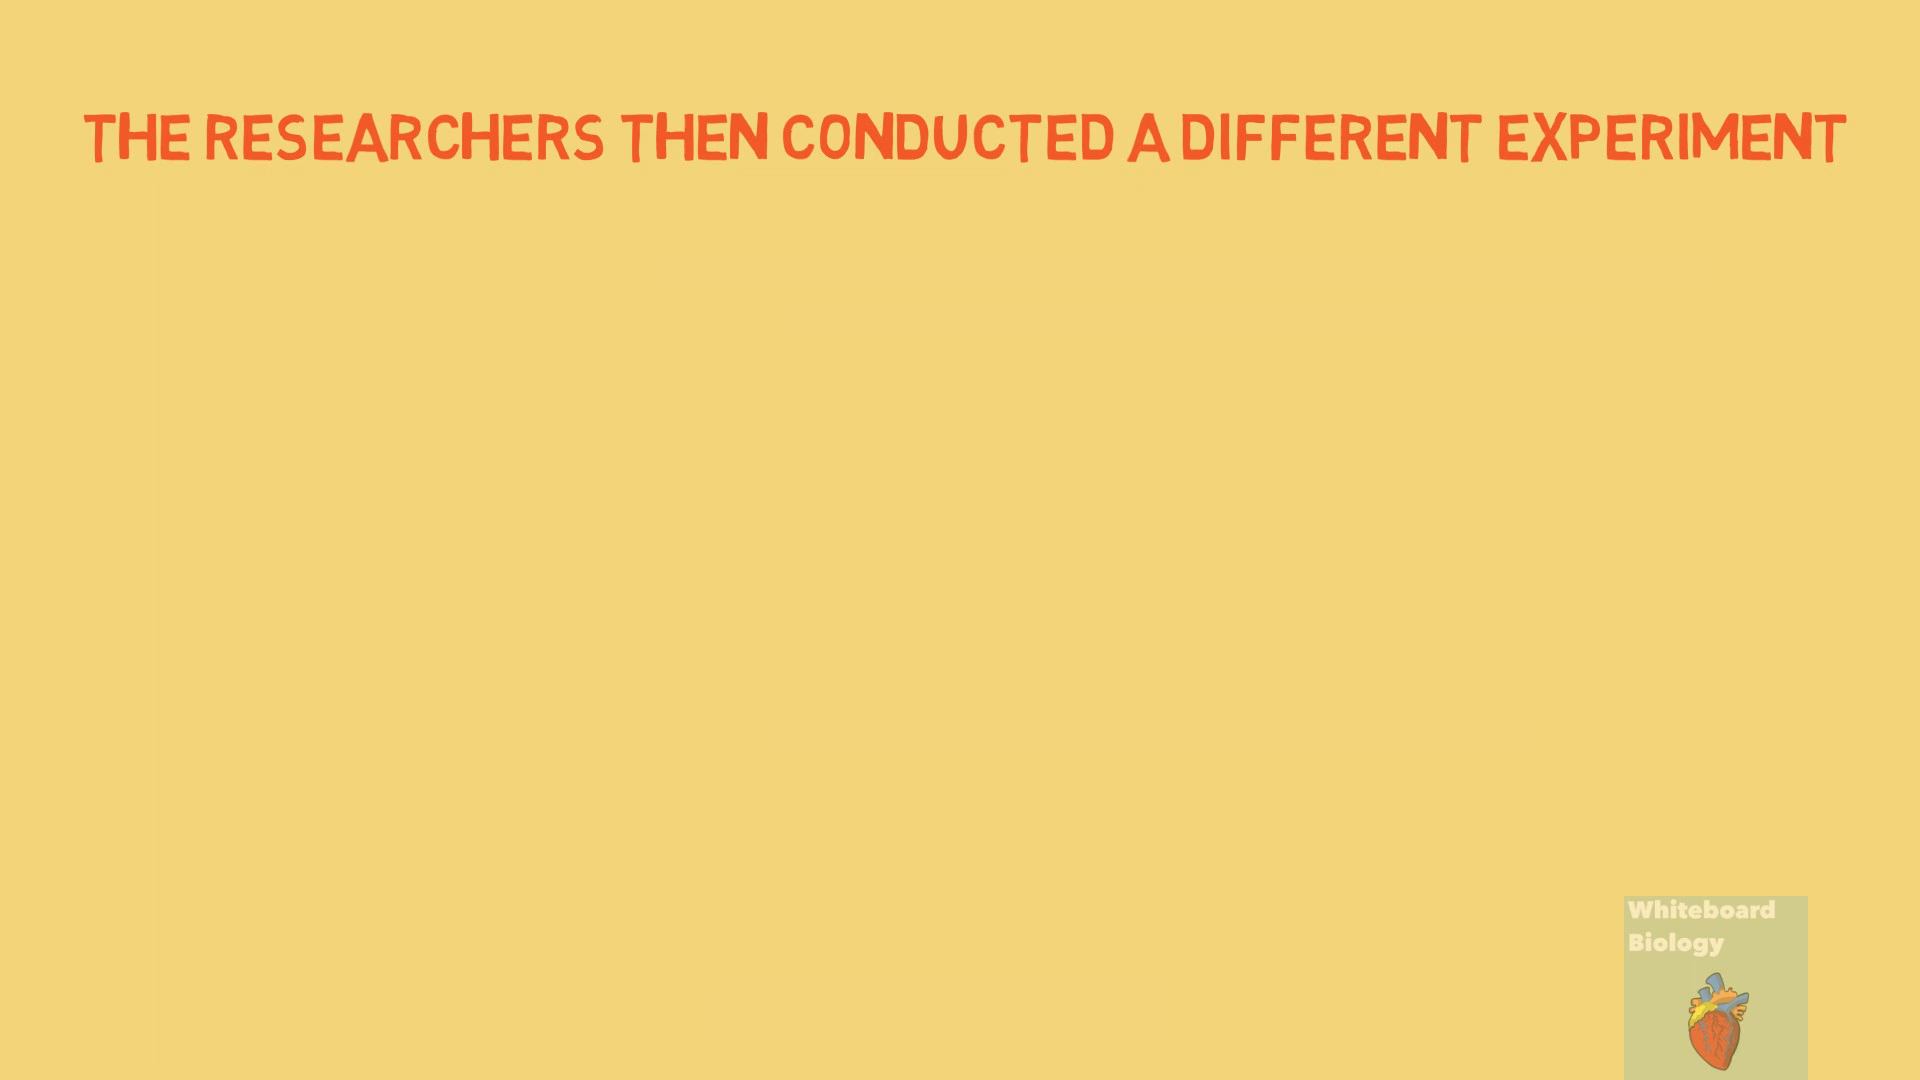 THE RESEARCHERS THEN CONDUCTED A DIFFERENT EXPERIMENT
Whiteboard
Biology